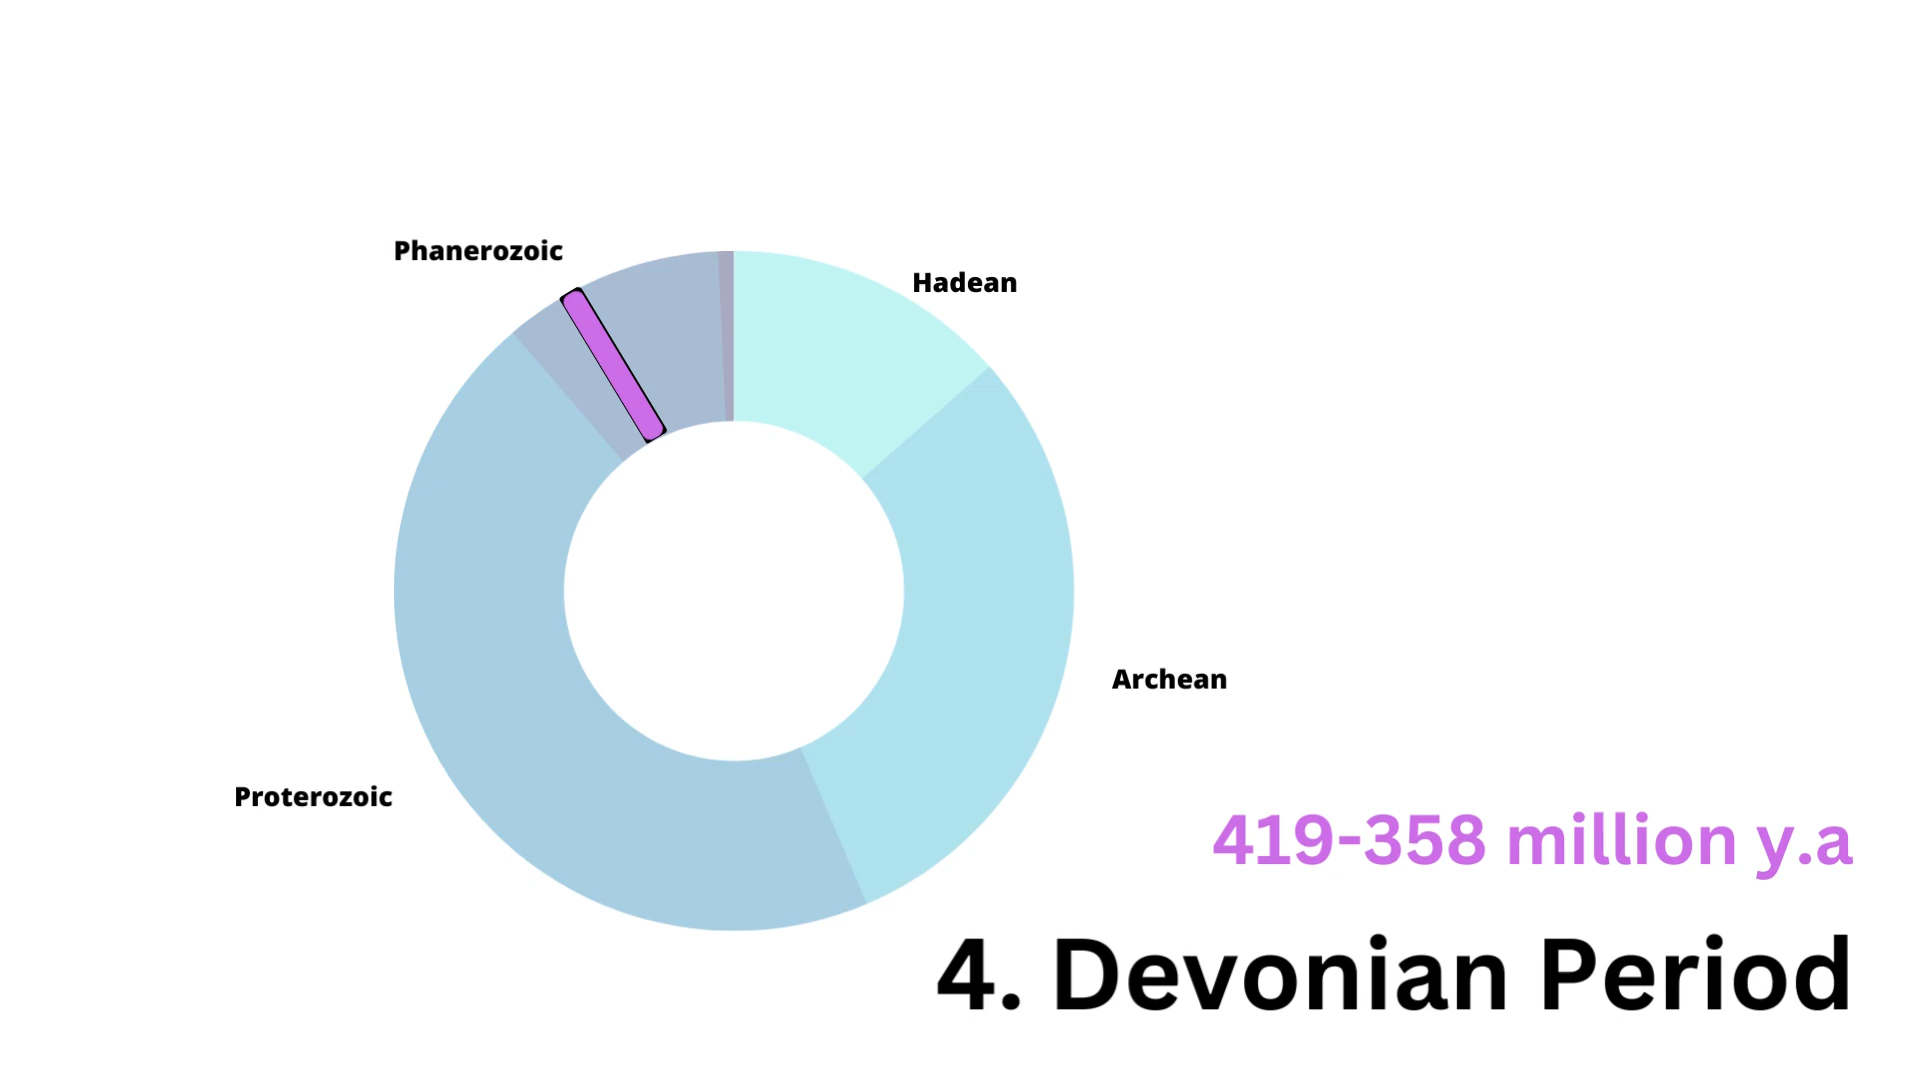 Phanerozoic
Hadean
Archean
Proterozoic
419-358 million y.a
4. Devonian Period